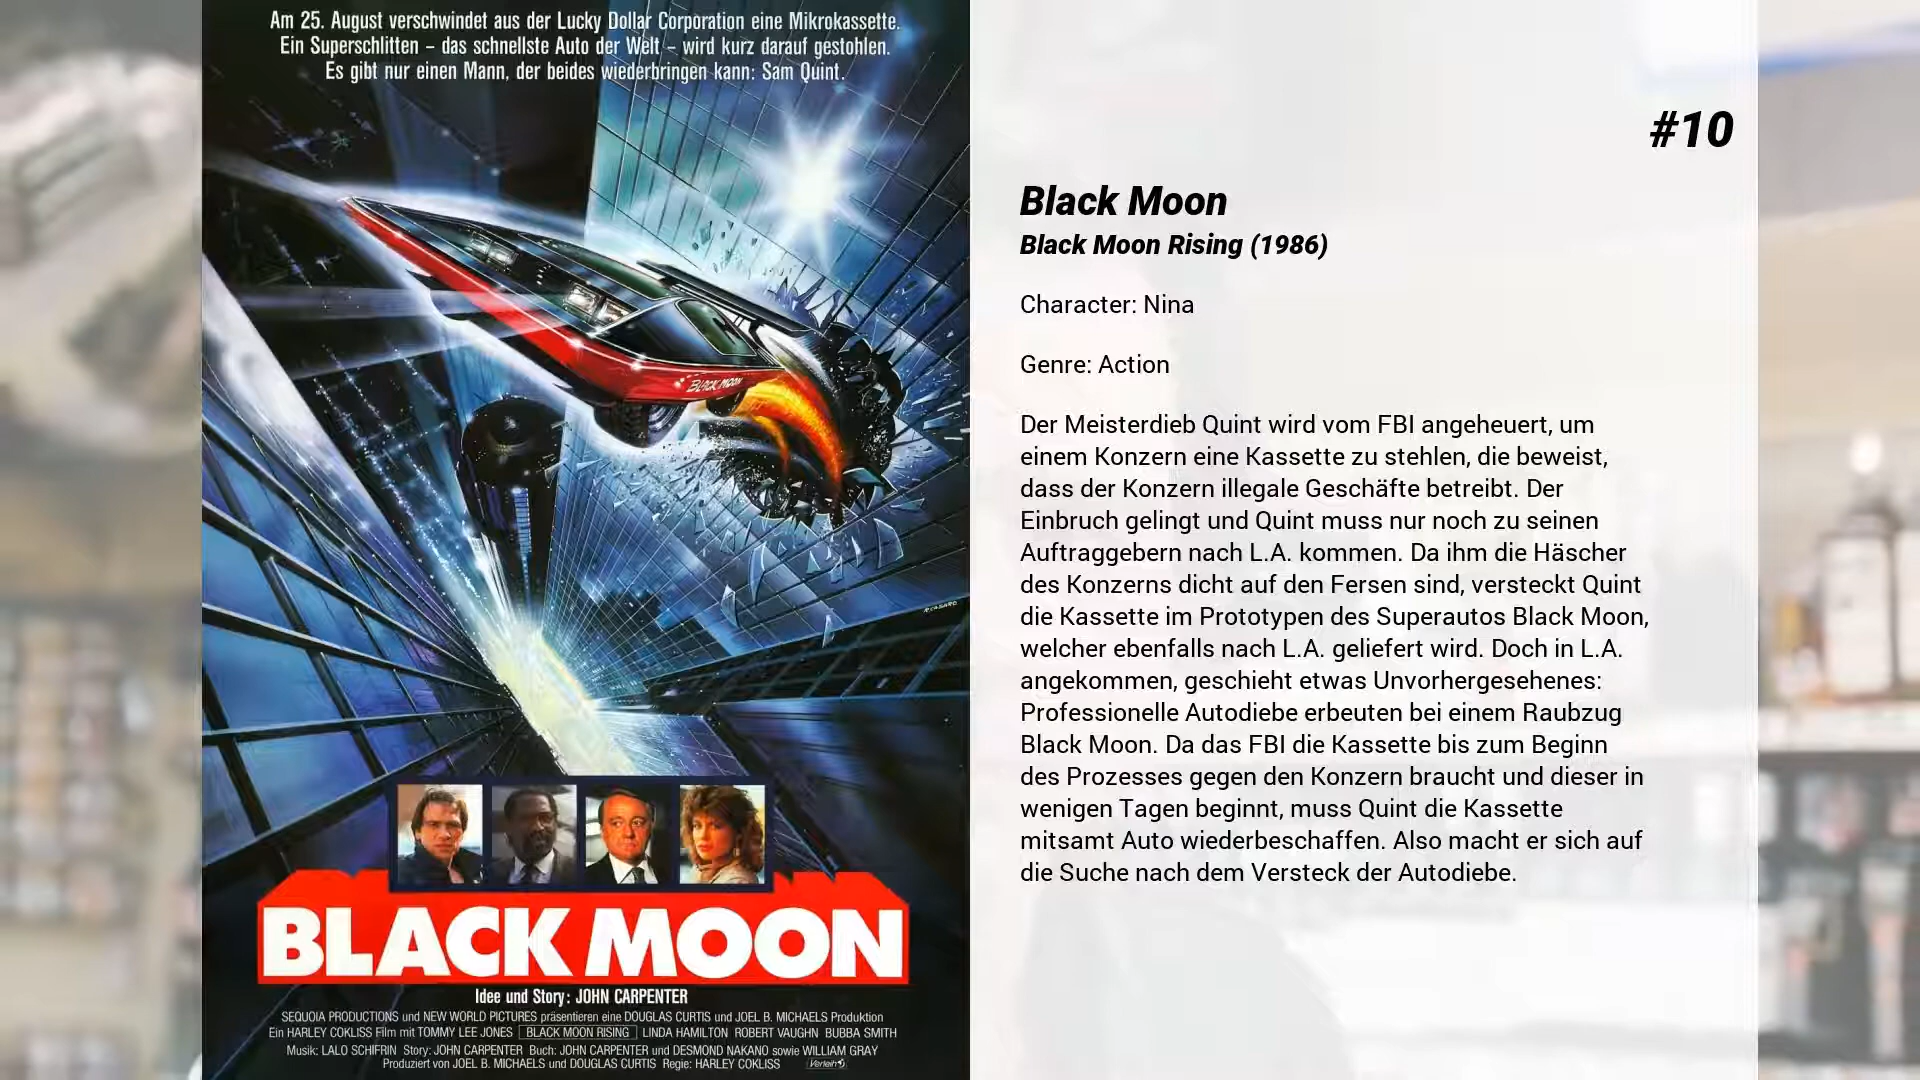 Am 25. August verschwindet aus der Lucky Dollar Corporation eine Mikrokassette.
Ein Superschlitten – das schnellste Auto der Welt – wird kurz darauf gestohlen.
Es gibt nur einen Mann, der beides wiederbringen kann: Sam Quint.
BLACK MOON
BLACK MOON
Idee und Story: JOHN CARPENTER
SEQUOIA PRODUCTIONS und NEW WORLD PICTURES präsentieren eine DOUGLAS CURTIS und JOEL B. MICHAELS Produktion
Ein HARLEY COKLISS Film mit TOMMY LEE JONES BLACK MOON RISING LINDA HAMILTON ROBERT VAUGHN BUBBA SMITH
Musik: LALO SCHIFRIN Story: JOHN CARPENTER Buch: JOHN CARPENTER und DESMOND NAKANO sowie WILLIAM GRAY
Produziert von JOEL B. MICHAELS und DOUGLAS CURTIS Regie: HARLEY COKLISS
#10
Black Moon
Black Moon Rising (1986)
Character: Nina
Genre: Action
Der Meisterdieb Quint wird vom FBI angeheuert, um
einem Konzern eine Kassette zu stehlen, die beweist,
dass der Konzern illegale Geschäfte betreibt. Der
Einbruch gelingt und Quint muss nur noch zu seinen
Auftraggebern nach L.A. kommen. Da ihm die Häscher
des Konzerns dicht auf den Fersen sind, versteckt Quint
die Kassette im Prototypen des Superautos Black Moon,
welcher ebenfalls nach L.A. geliefert wird. Doch in L.A.
angekommen, geschieht etwas Unvorhergesehenes:
Professionelle Autodiebe erbeuten bei einem Raubzug
Black Moon. Da das FBI die Kassette bis zum Beginn
des Prozesses gegen den Konzern braucht und dieser in
wenigen Tagen beginnt, muss Quint die Kassette
mitsamt Auto wiederbeschaffen. Also macht er sich auf
die Suche nach dem Versteck der Autodiebe.